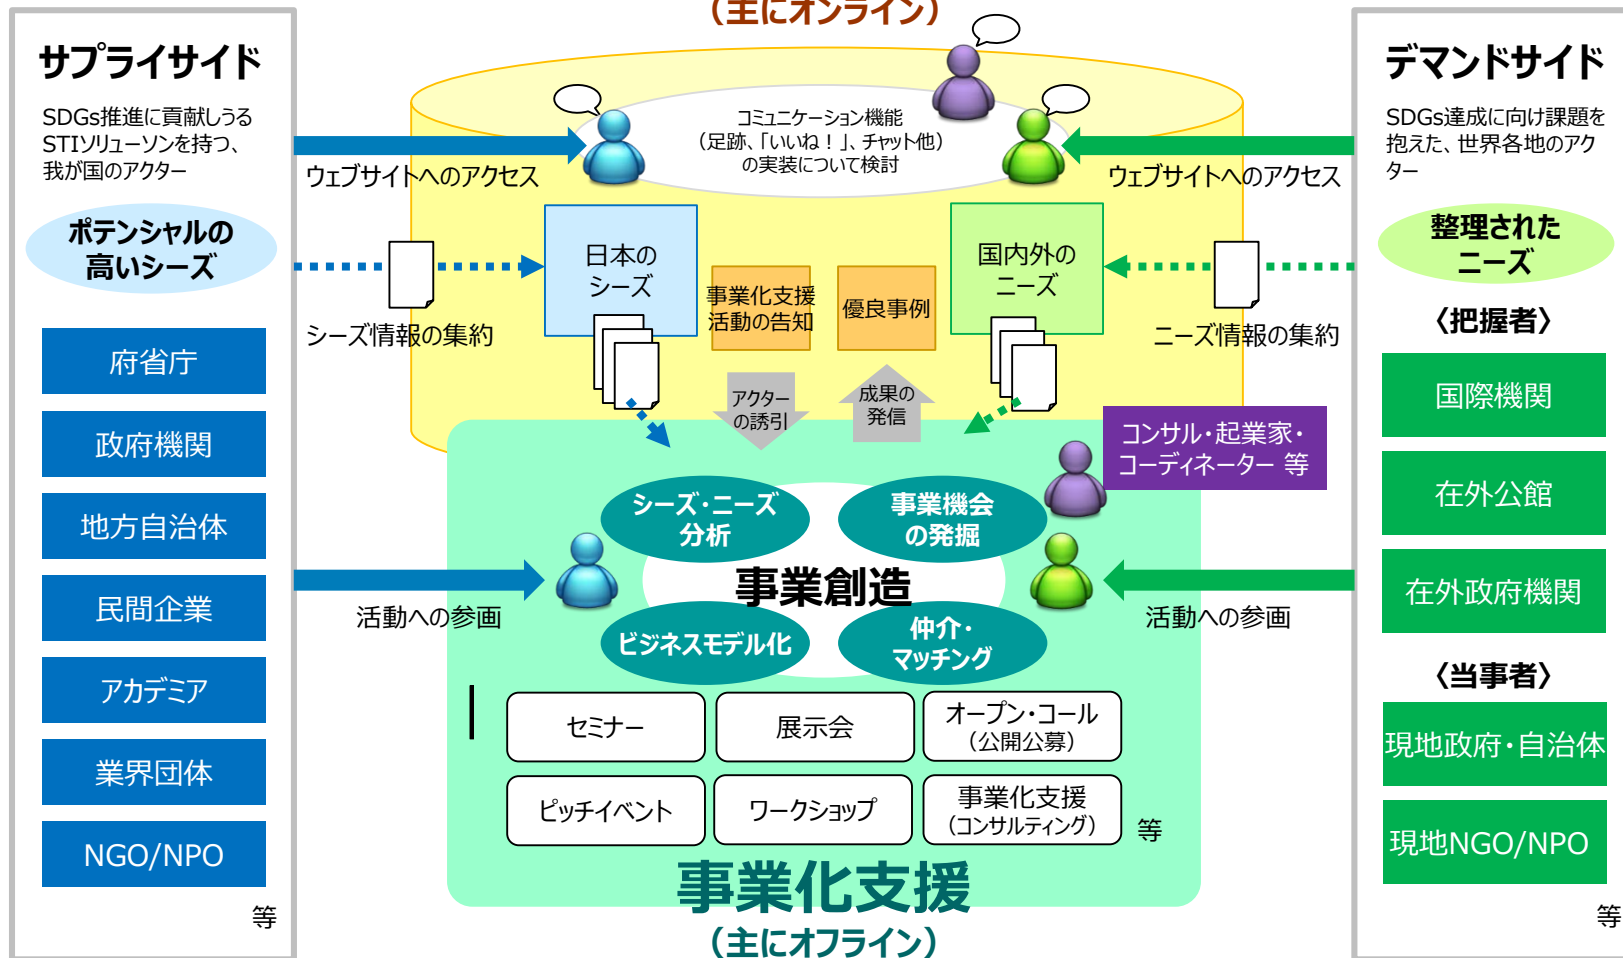 （主にオンライン）
サプライサイド
SDGs推進に貢献しうる
STIソリューソンを持つ、
我が国のアクター
ポテンシャルの
高いシーズ
府省庁
政府機関
地方自治体
民間企業
アカデミア
業界団体
NGO/NPO
等
ウェブサイトへのアクセス
シーズ情報の集約
活動への参画
コミュニケーション機能
（足跡、「いいね！」、チャット他）
の実装について検討
日本の
シーズ
事業化支援
活動の告知
優良事例
国内外の
ニーズ
アクター
の誘引
成果の
発信
コンサル・起業家・
コーディネーター 等
シーズ・ニーズ
分析
事業機会
の発掘
事業創造
ビジネスモデル化
仲介・
マッチング
セミナー
展示会
オープン・コール
（公開公募）
ピッチイベント
ワークショップ
事業化支援
（コンサルティング）
等
事業化支援
（主にオフライン）
ウェブサイトへのアクセス
ニーズ情報の集約
活動への参画
デマンドサイド
SDGs達成に向け課題を
抱えた、世界各地のアク
ター
整理された
ニーズ
〈把握者〉
国際機関
在外公館
在外政府機関
〈当事者〉
現地政府・自治体
現地NGO/NPO
等